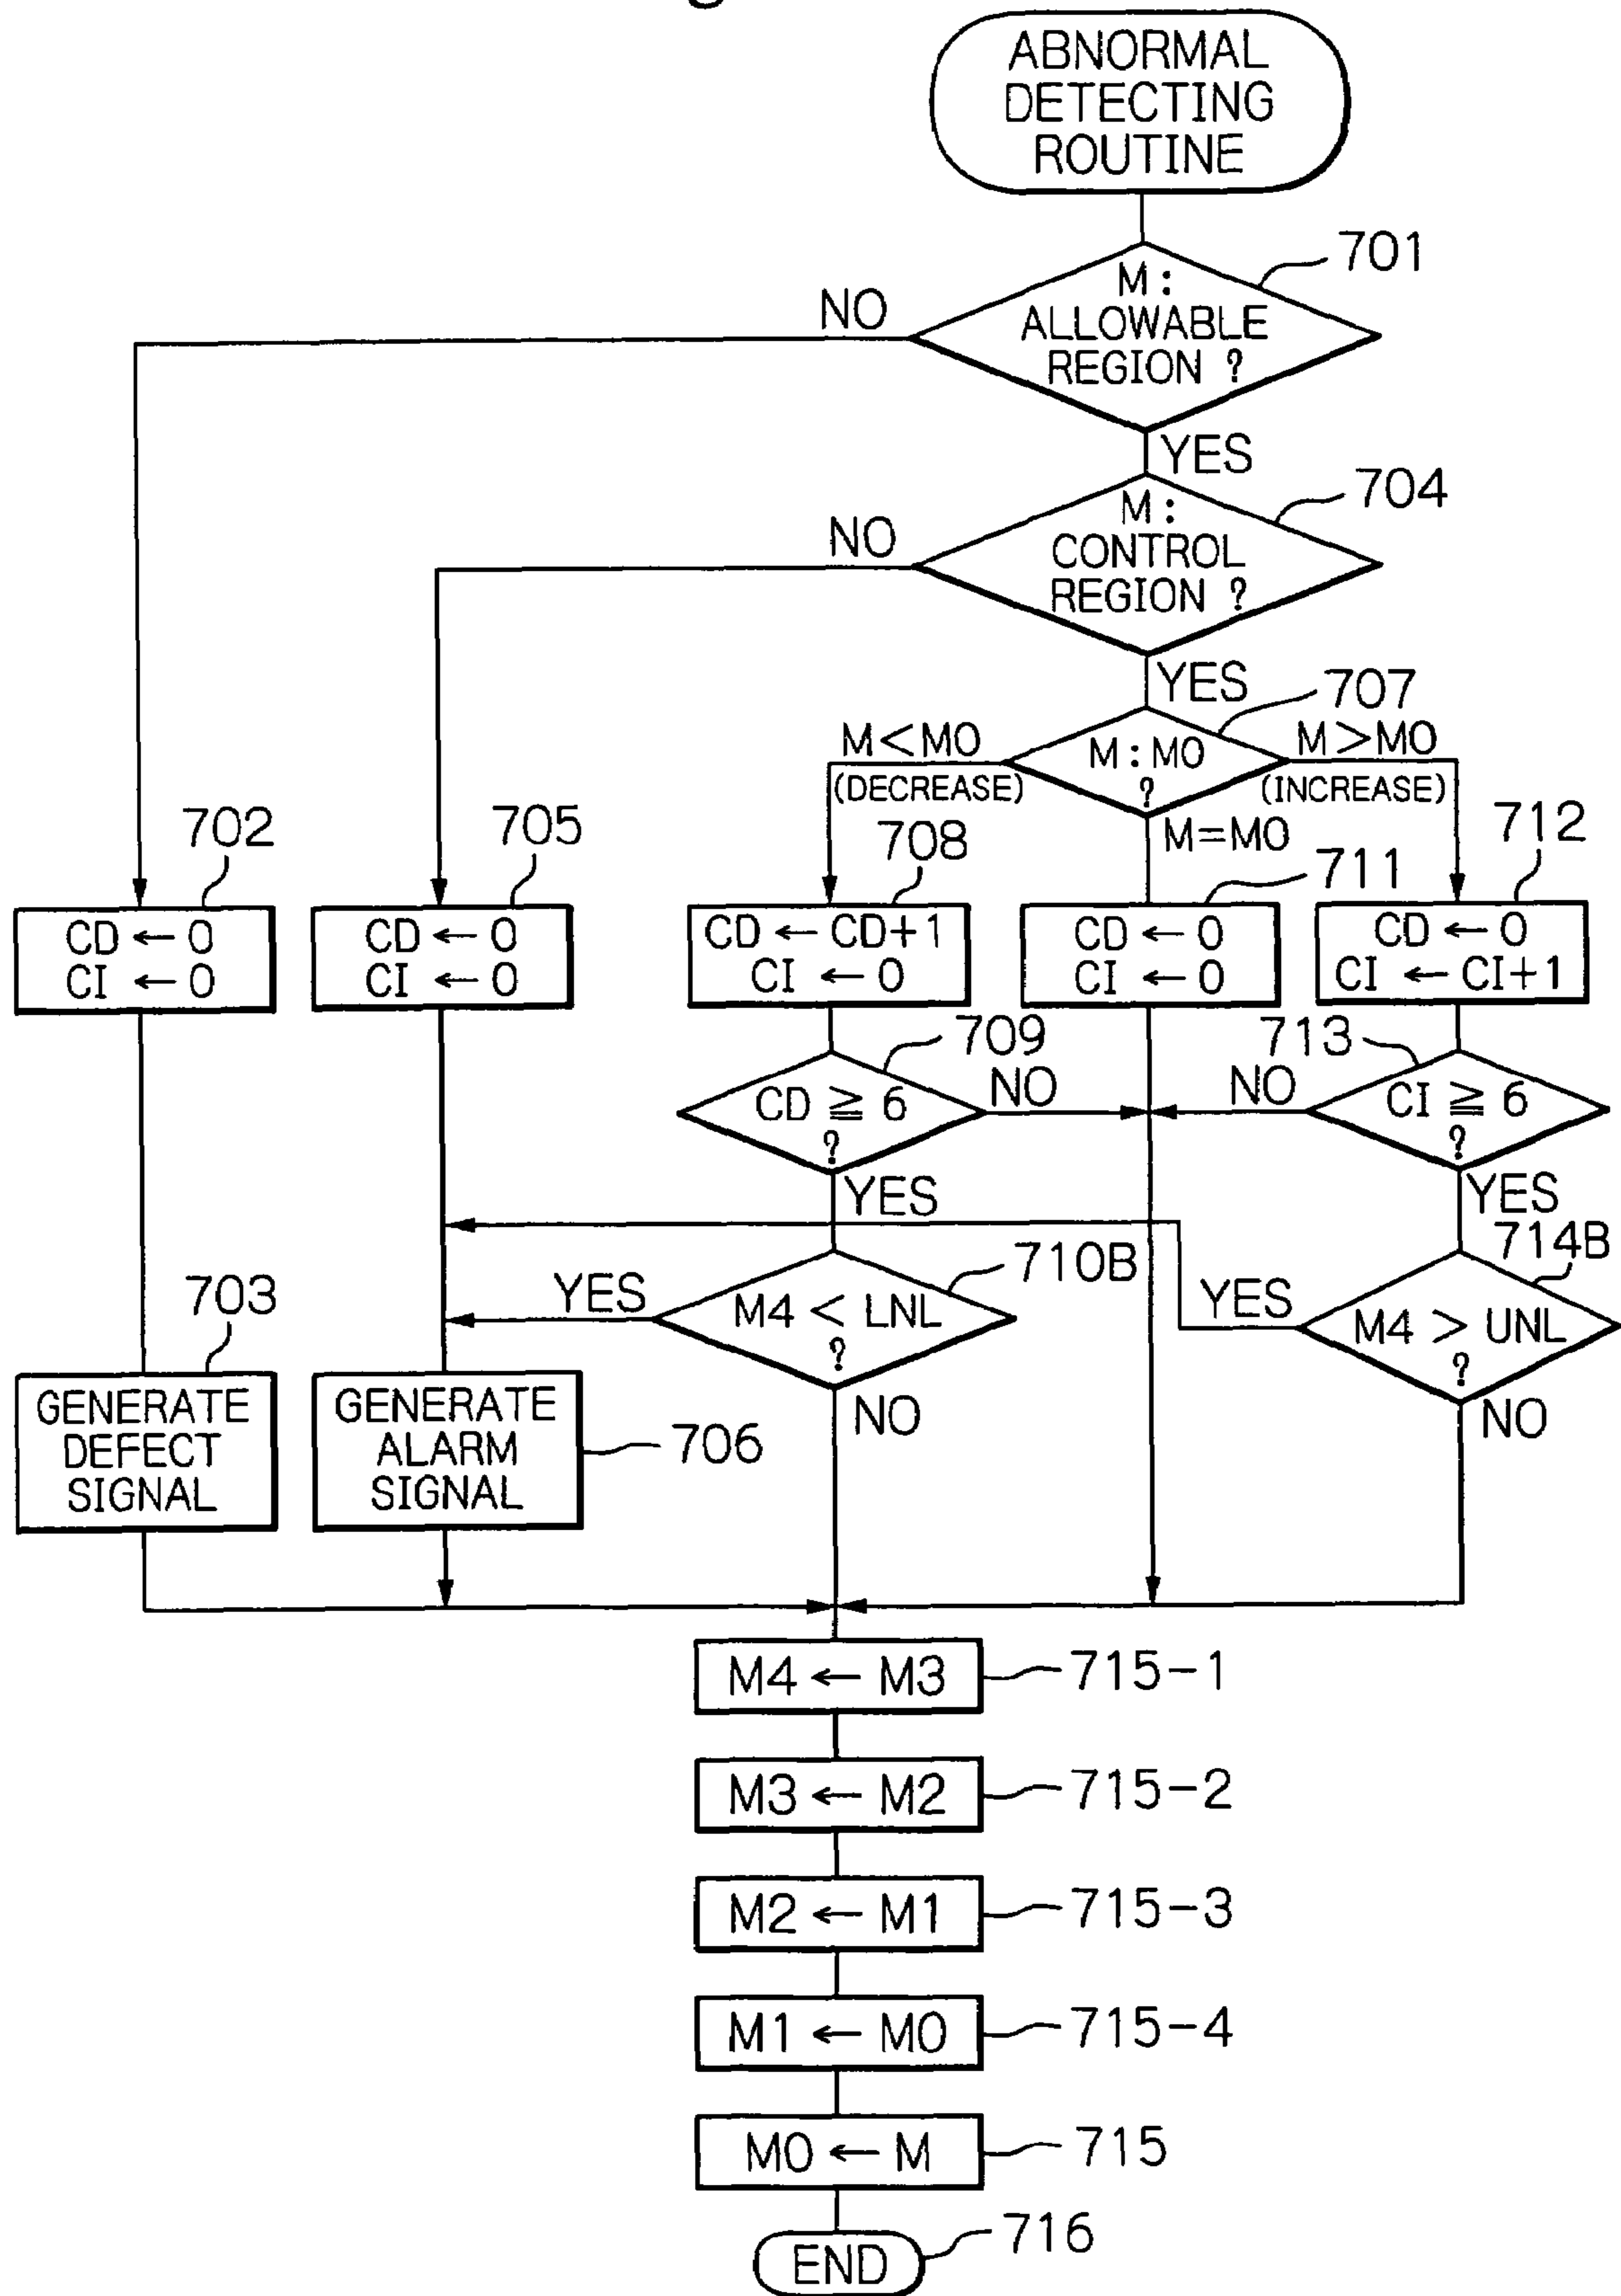 ABNORMAL
DETECTING
ROUTINE
701
M :
ALLOWABLE
REGION ?
NO
YES
704
M :
CONTROL
REGION ?
NO
YES
707
M : M0
?
M < M0
(DECREASE)
M > M0
(INCREASE)
M = M0
702
CD ← 0
CI ← 0
705
CD ← 0
CI ← 0
708
CD ← CD+1
CI ← 0
711
CD ← 0
CI ← 0
712
CD ← 0
CI ← CI+1
709
CD ≧ 6
?
NO
YES
713
CI ≧ 6
?
NO
YES
710B
M4 < LNL
?
YES
NO
714B
M4 > UNL
?
YES
NO
703
GENERATE
DEFECT
SIGNAL
GENERATE
ALARM
SIGNAL
706
M4 ← M3
715-1
M3 ← M2
715-2
M2 ← M1
715-3
M1 ← M0
715-4
M0 ← M
715
END
716